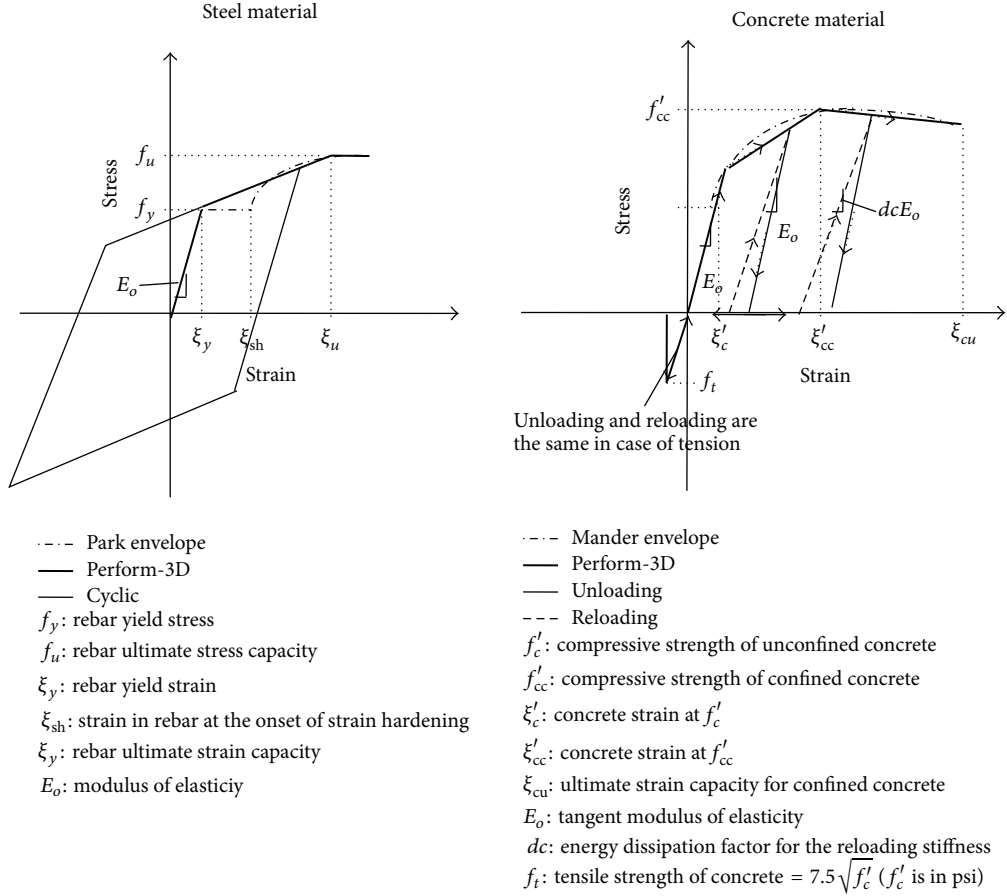 Steel material
Stress
f_u
f_y
E_o
ξ_y
ξ_sh
ξ_u
Strain
-·-·- Park envelope
Perform-3D
Cyclic
f_y: rebar yield stress
f_u: rebar ultimate stress capacity
ξ_y: rebar yield strain
ξ_sh: strain in rebar at the onset of strain hardening
ξ_y: rebar ultimate strain capacity
E_o: modulus of elasticiy
Concrete material
Stress
f′_cc
E_o
E_o
dcE_o
ξ′_c
ξ′_cc
ξ_cu
f_t
Strain
Unloading and reloading are
the same in case of tension
Mander envelope
Perform-3D
Unloading
Reloading
f′_c: compressive strength of unconfined concrete
f′_cc: compressive strength of confined concrete
ξ′_c: concrete strain at f′_c
ξ′_cc: concrete strain at f′_cc
ξ_cu: ultimate strain capacity for confined concrete
E_o: tangent modulus of elasticity
dc: energy dissipation factor for the reloading stiffness
f_t: tensile strength of concrete = 7.5√f′_c (f′_c is in psi)